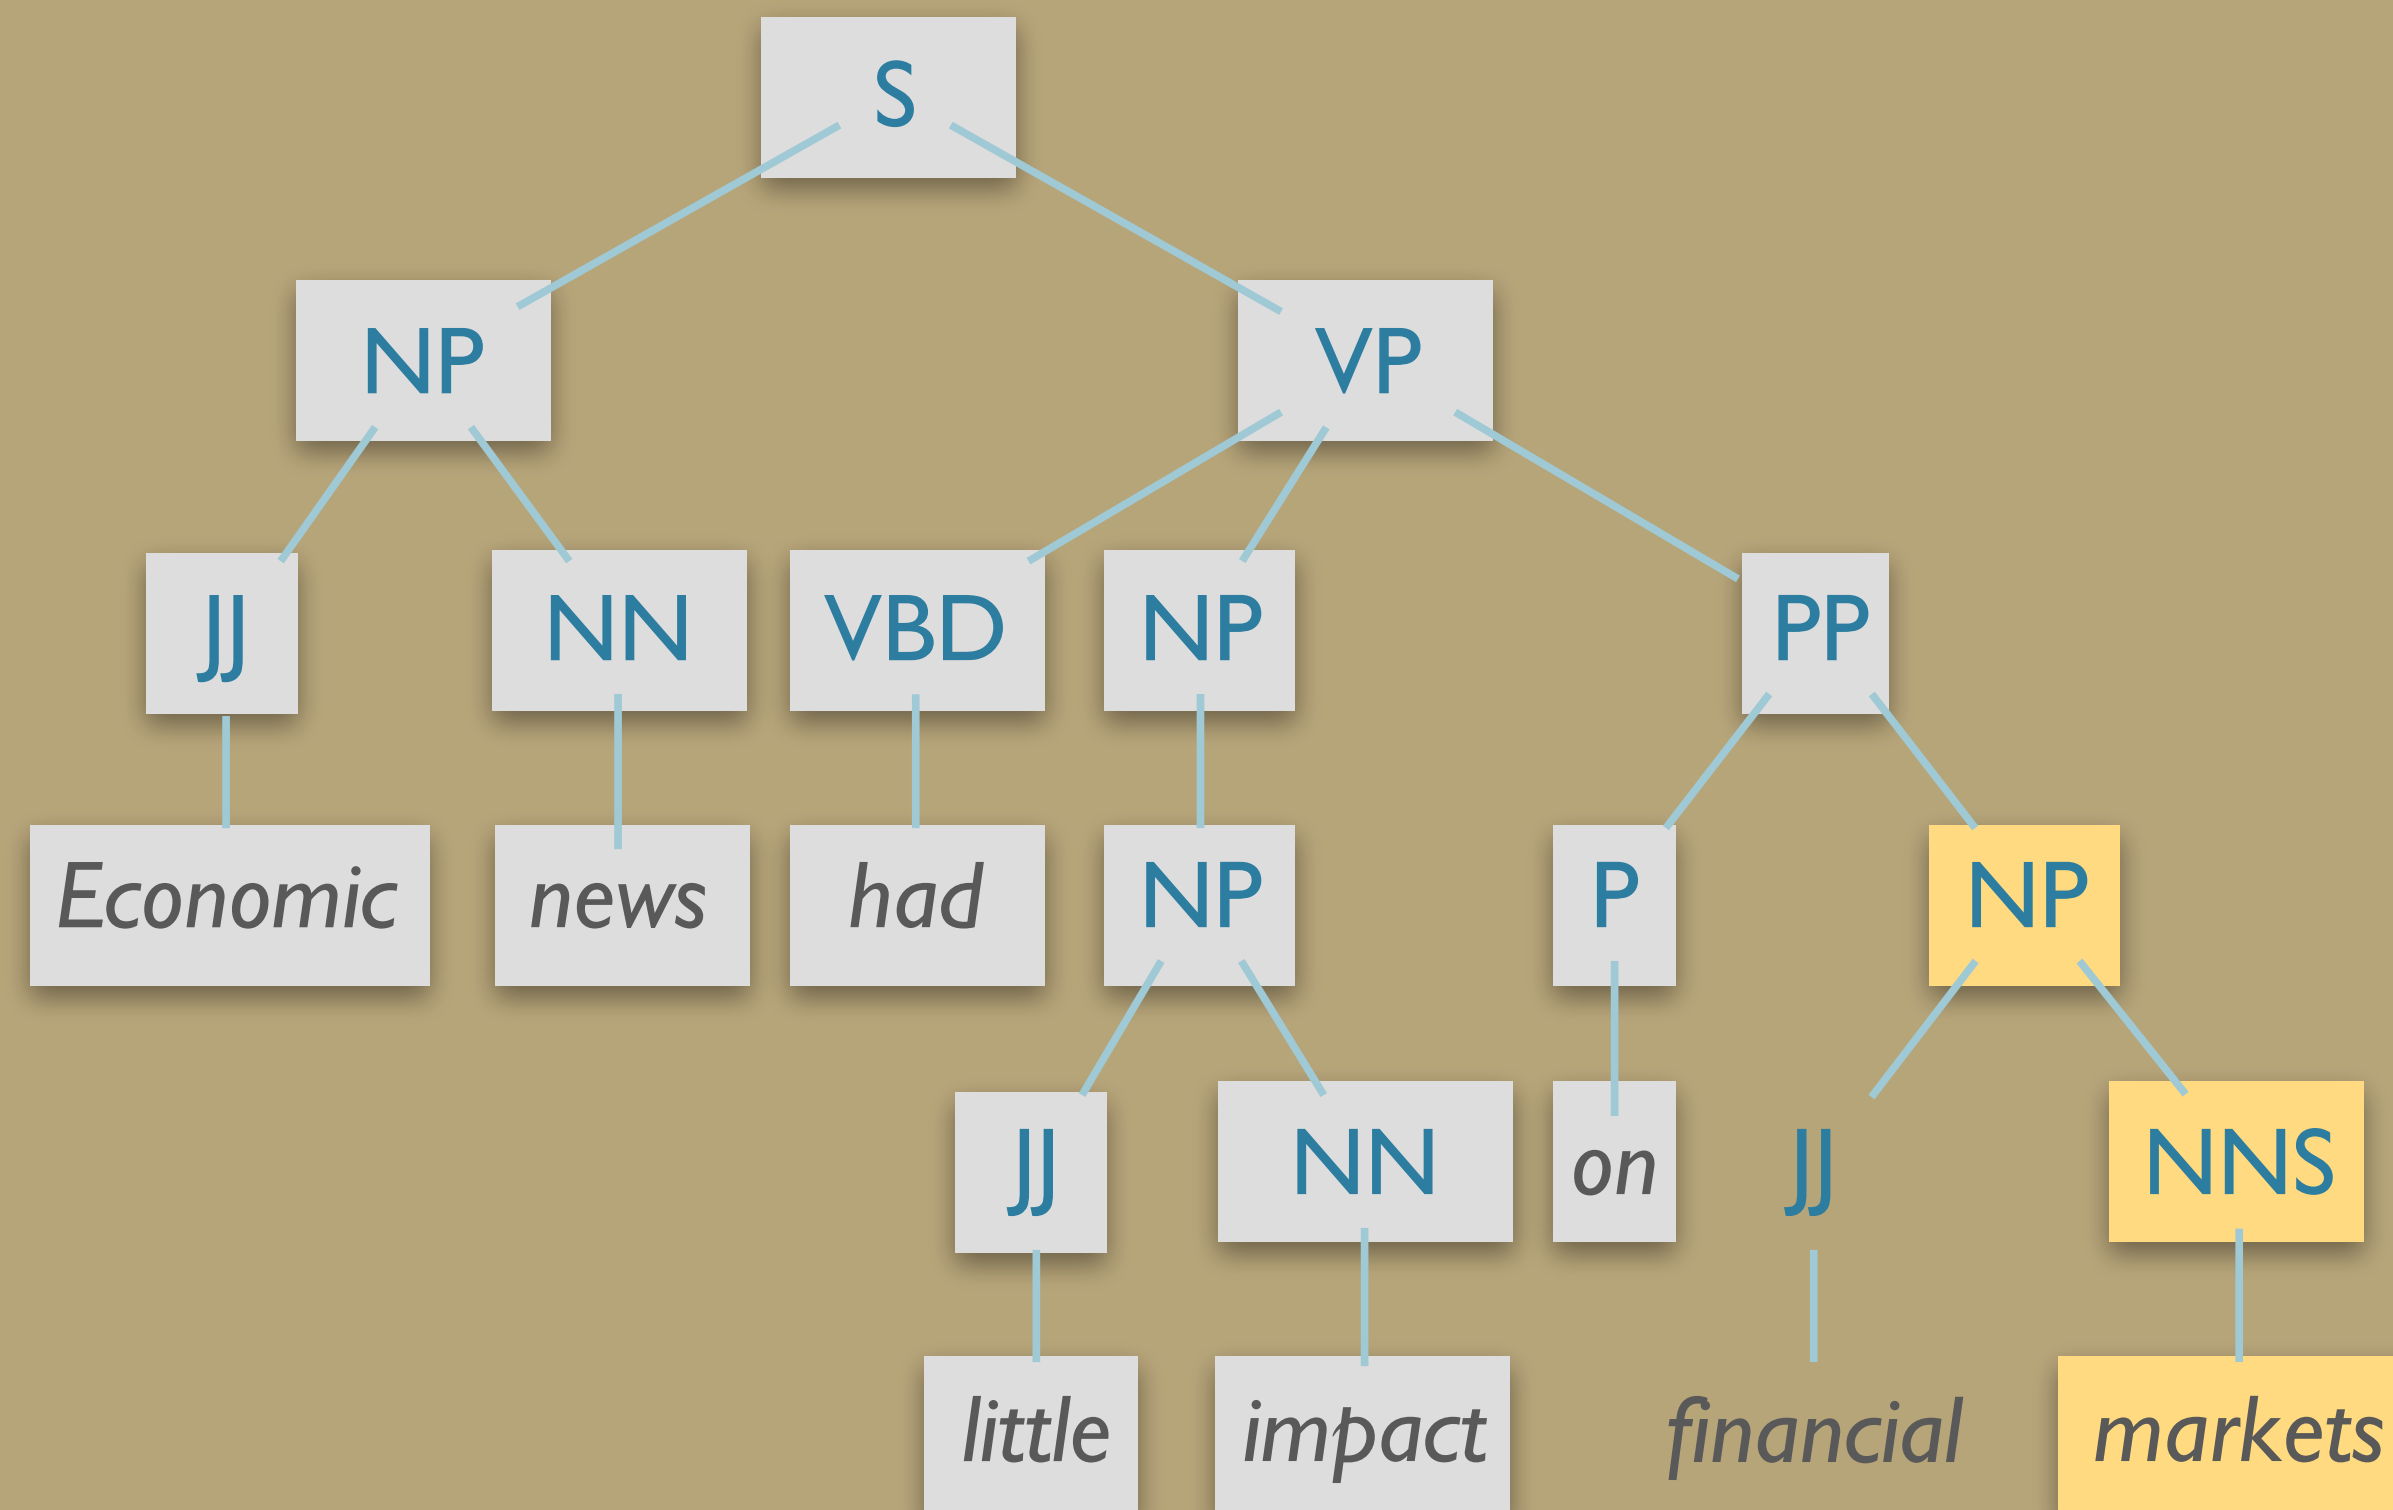 S
NP VP
JJ NN VBD NP PP
Economic news had NP P NP
JJ NN on JJ NNS
little impact financial markets